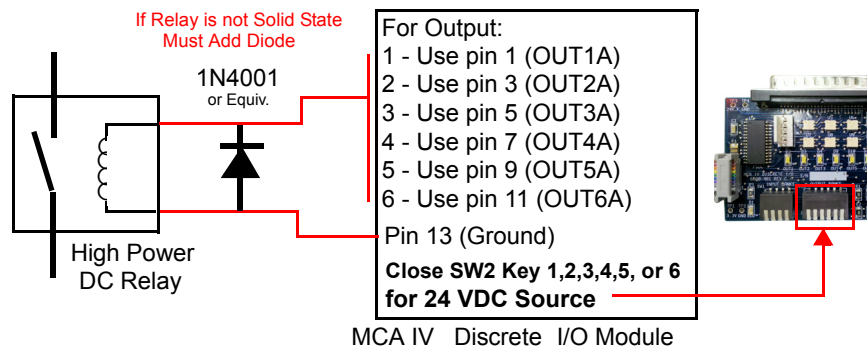 If Relay is not Solid State
Must Add Diode
1N4001
or Equiv.
High Power
DC Relay
For Output:
1 - Use pin 1 (OUT1A)
2 - Use pin 3 (OUT2A)
3 - Use pin 5 (OUT3A)
4 - Use pin 7 (OUT4A)
5 - Use pin 9 (OUT5A)
6 - Use pin 11 (OUT6A)
Pin 13 (Ground)
Close SW2 Key 1,2,3,4,5, or 6
for 24 VDC Source
MCA IV Discrete I/O Module